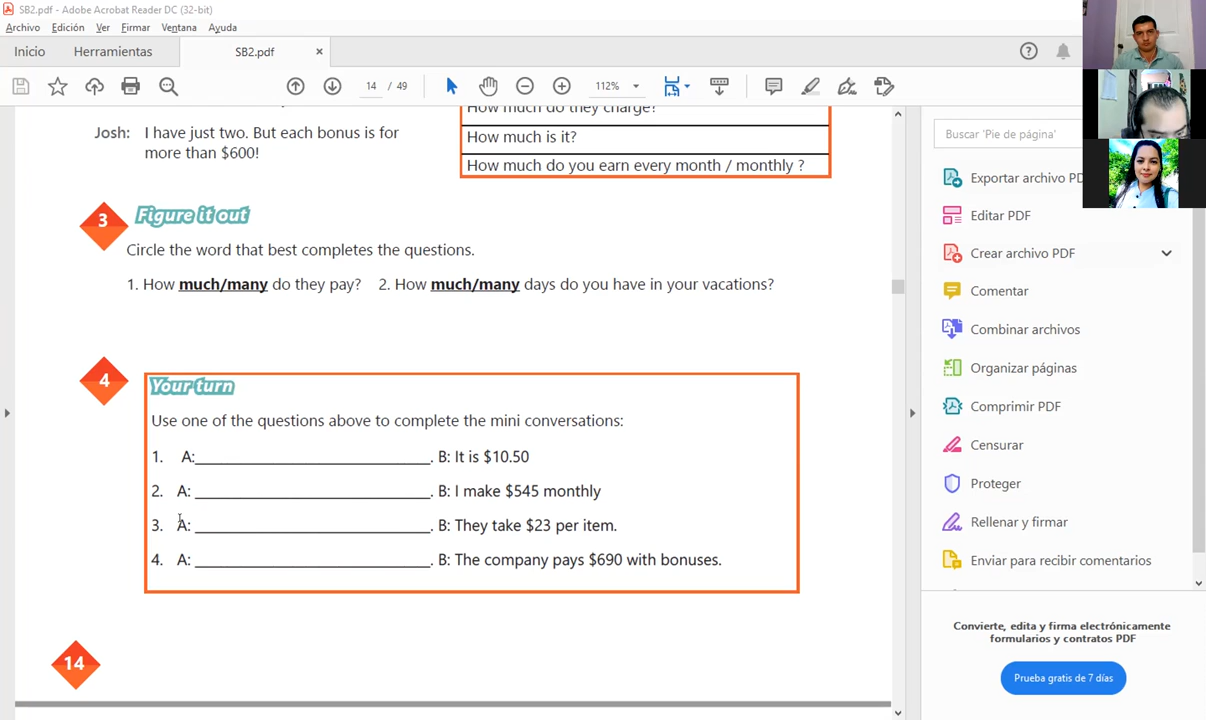 SB2.pdf - Adobe Acrobat Reader DC (32-bit)
Archivo Edición Ver Firmar Ventana Ayuda
Inicio Herramientas SB2.pdf ×
14 / 49 112%
How much do they charge?
Josh: I have just two. But each bonus is for
more than $600!
How much is it?
How much do you earn every month / monthly ?
3 Figure it out
Circle the word that best completes the questions.
1. How much/many do they pay? 2. How much/many days do you have in your vacations?
4 Your turn
Use one of the questions above to complete the mini conversations:
1. A:____________________________. B: It is $10.50
2. A: ____________________________. B: I make $545 monthly
3. A: ____________________________. B: They take $23 per item.
4. A: ____________________________. B: The company pays $690 with bonuses.
14
Buscar 'Pie de página'
Exportar archivo PD
Editar PDF
Crear archivo PDF
Comentar
Combinar archivos
Organizar páginas
Comprimir PDF
Censurar
Proteger
Rellenar y firmar
Enviar para recibir comentarios
Convierte, edita y firma electrónicamente
formularios y contratos PDF
Prueba gratis de 7 días